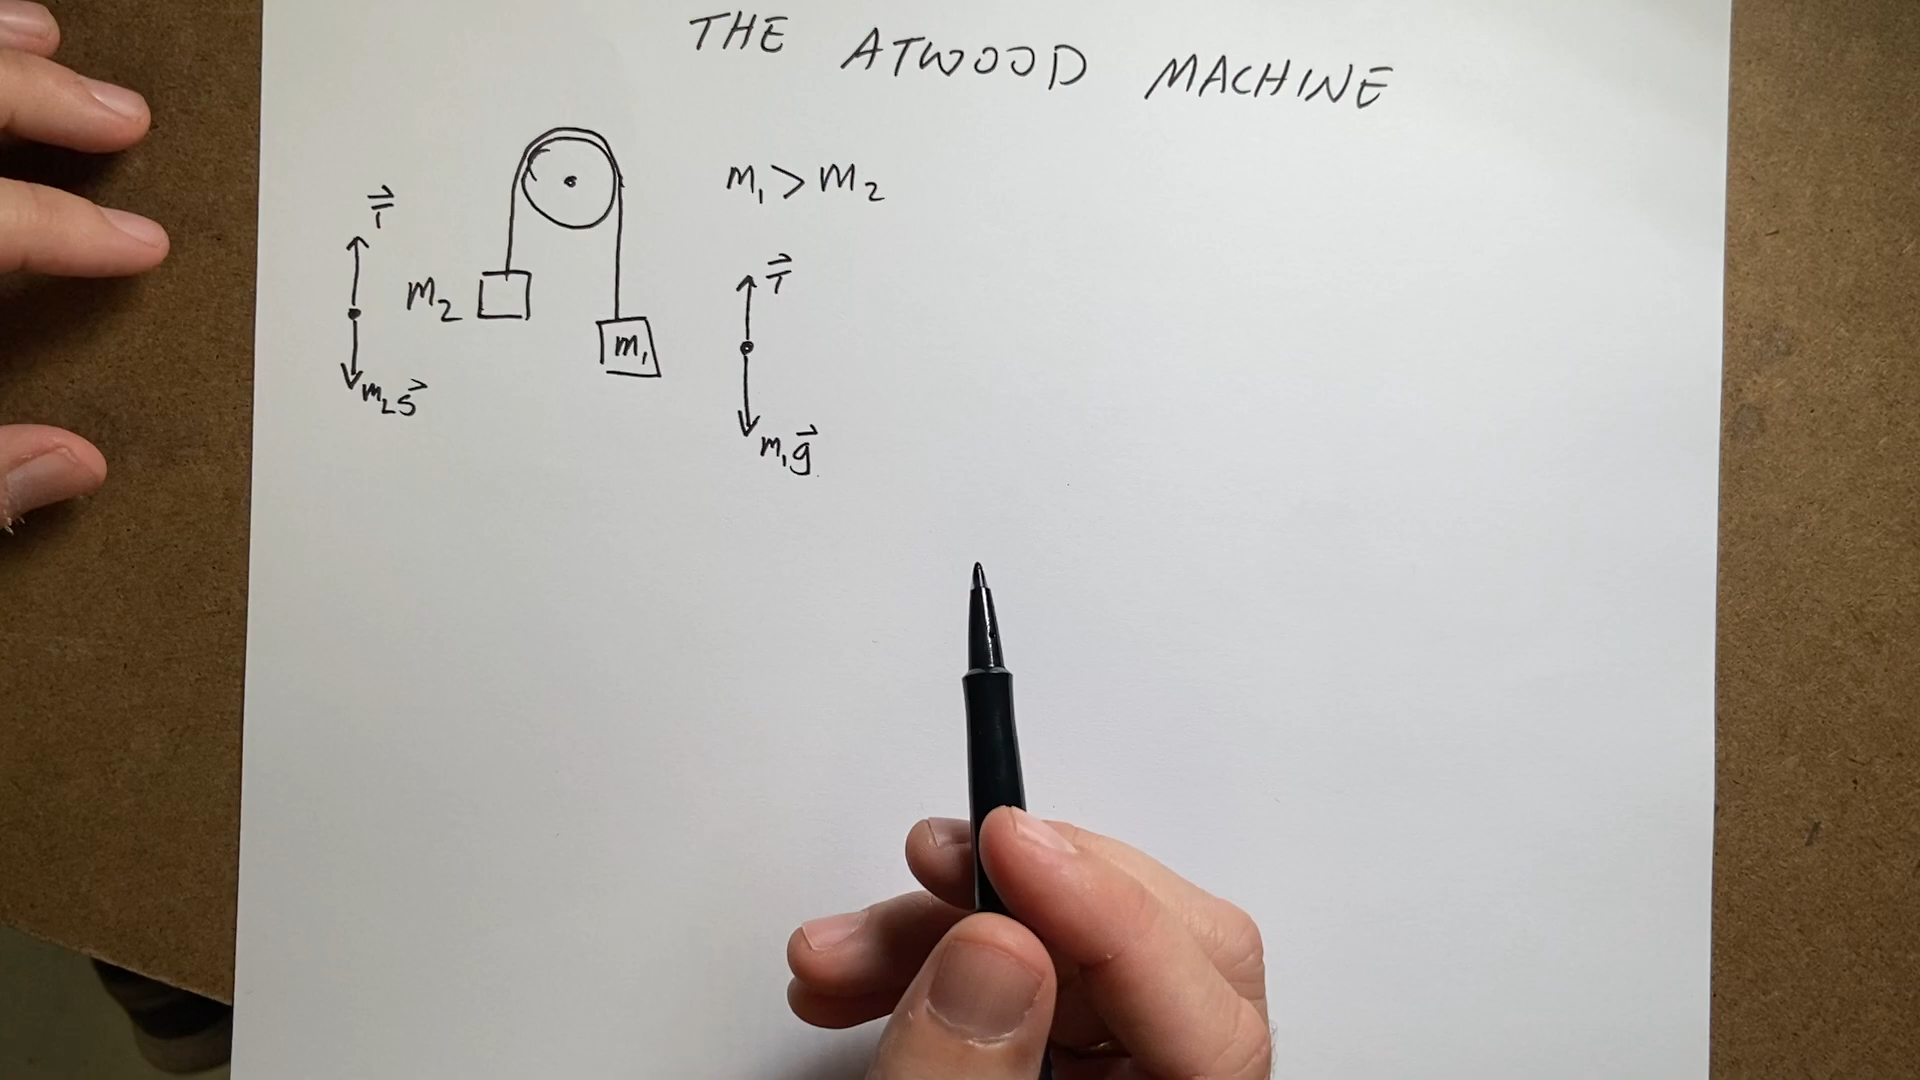 THE ATWOOD MACHINE
m₁ > m₂
T⃗
T⃗
m₂
m₁
m₂g⃗
m₁g⃗